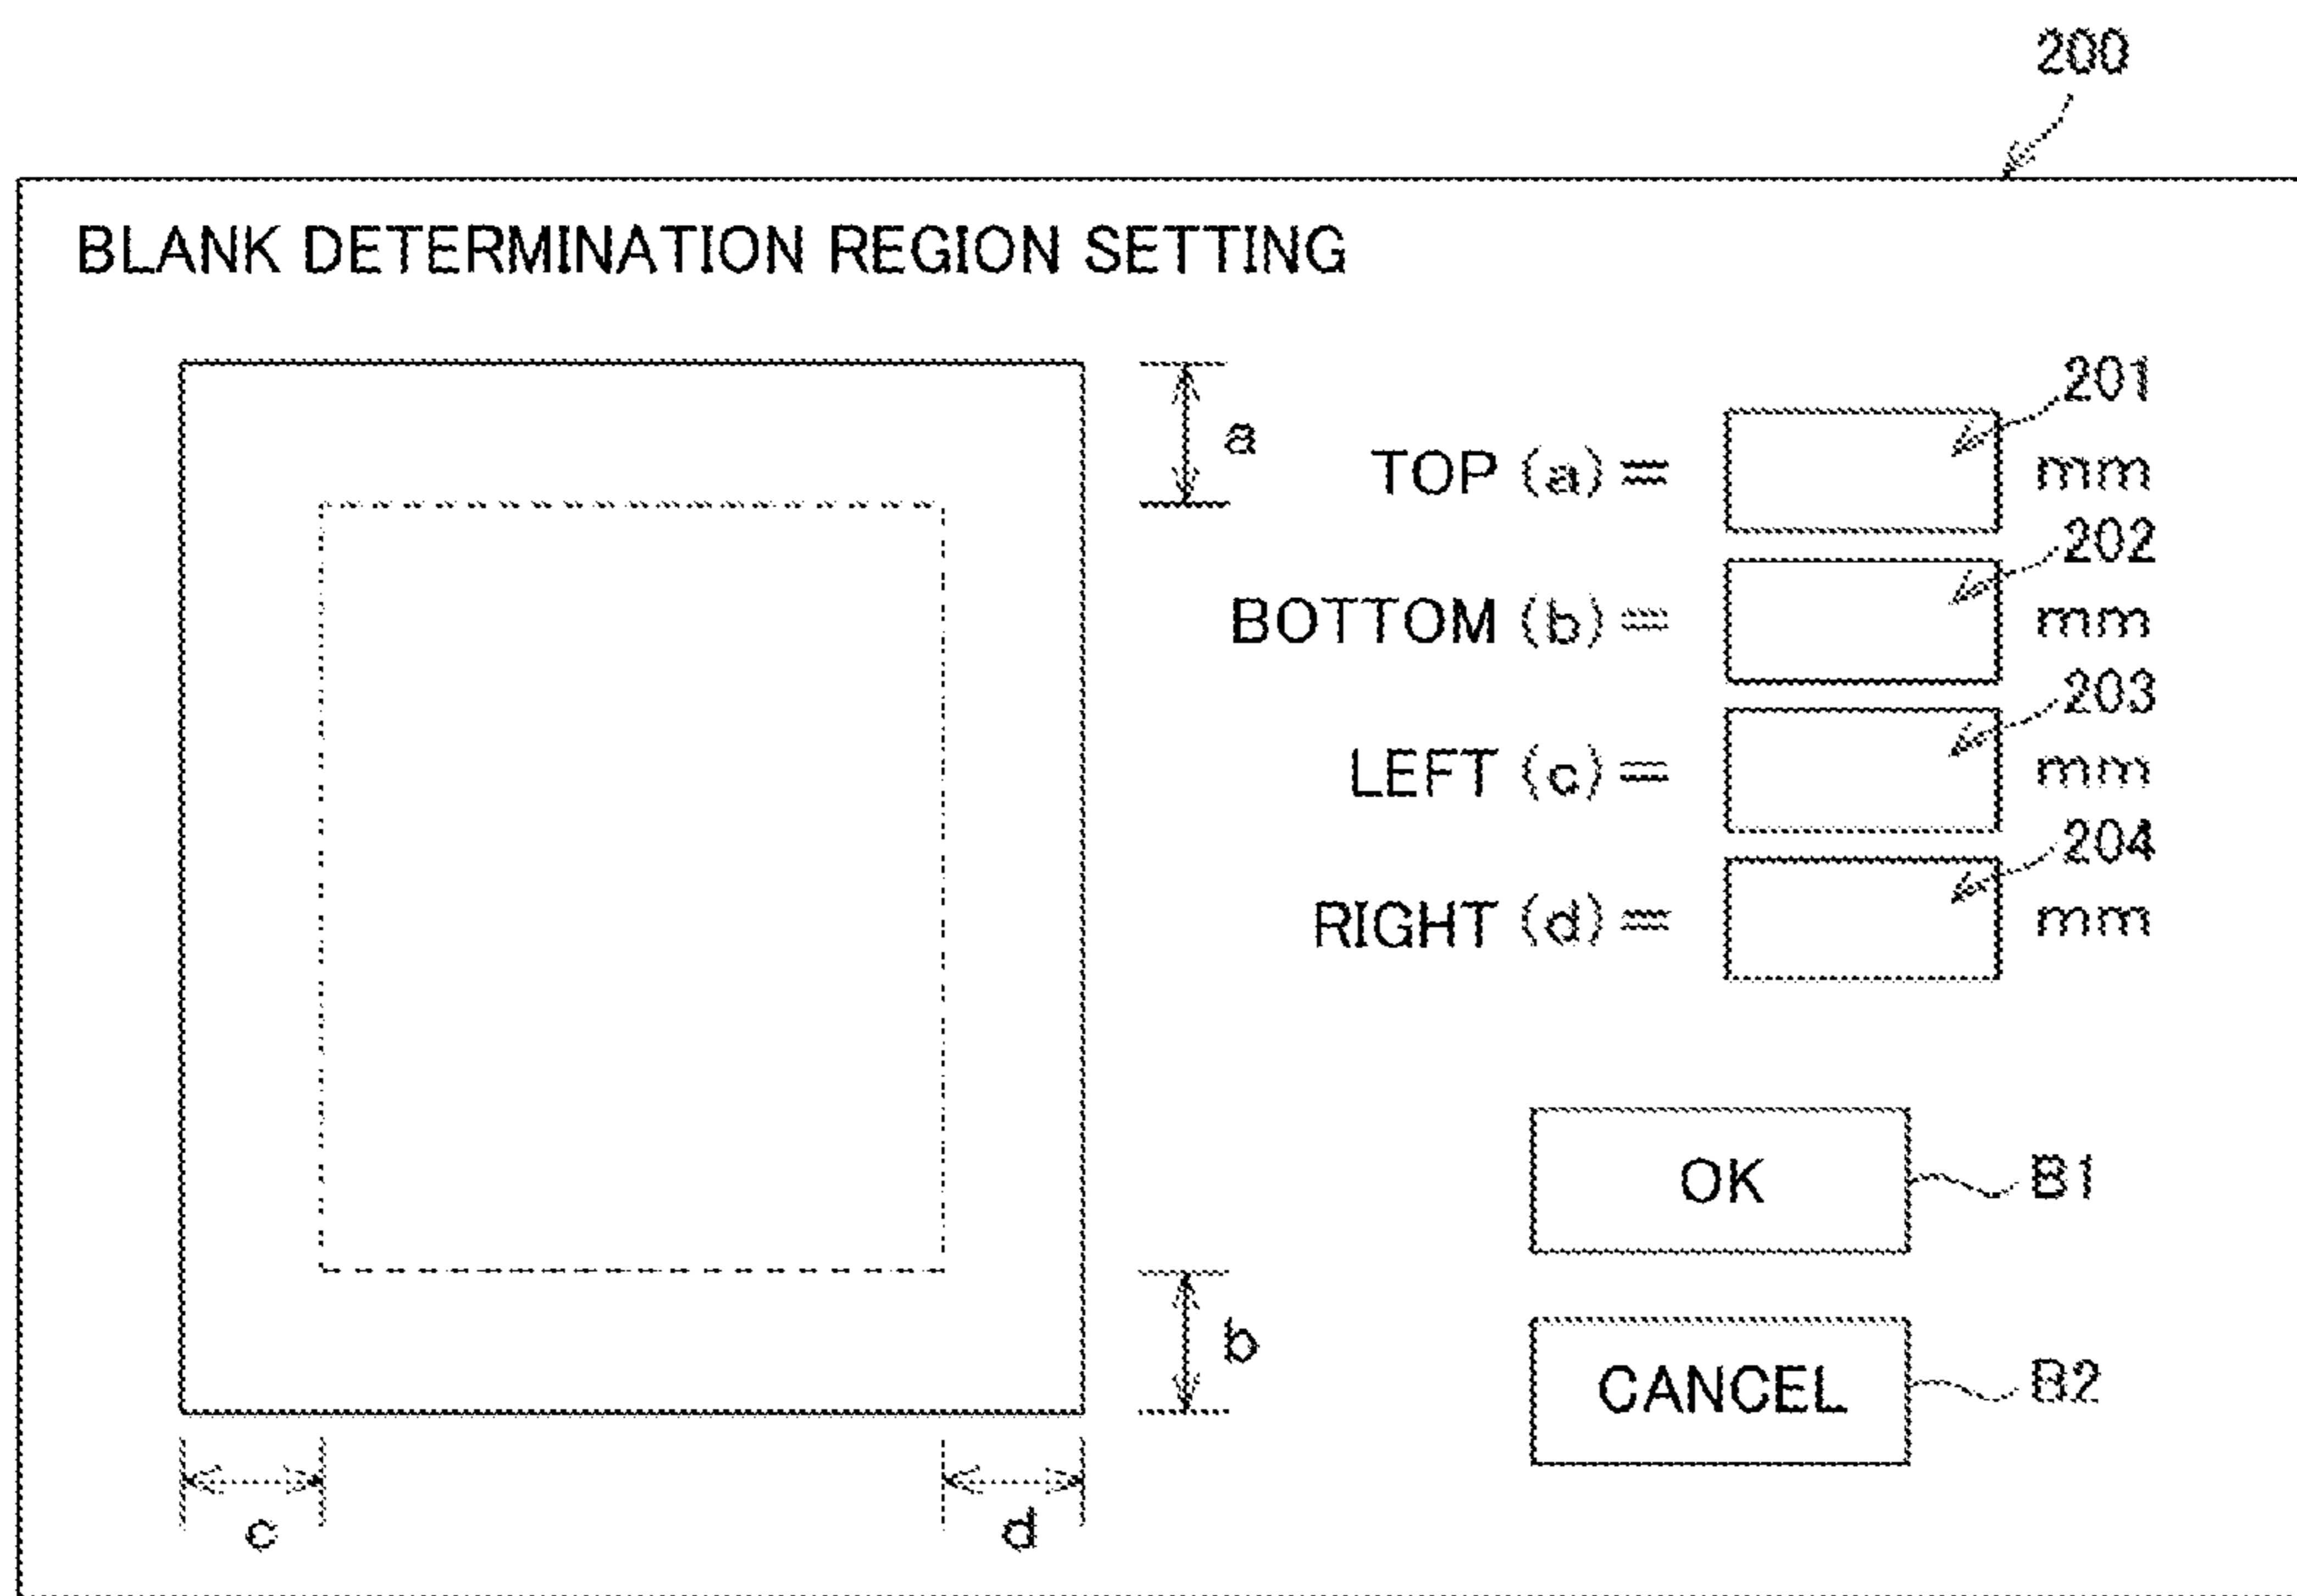 200
BLANK DETERMINATION REGION SETTING
a
b
c
d
201
TOP (a) = mm
202
BOTTOM (b) = mm
203
LEFT (c) = mm
204
RIGHT (d) = mm
OK B1
CANCEL B2